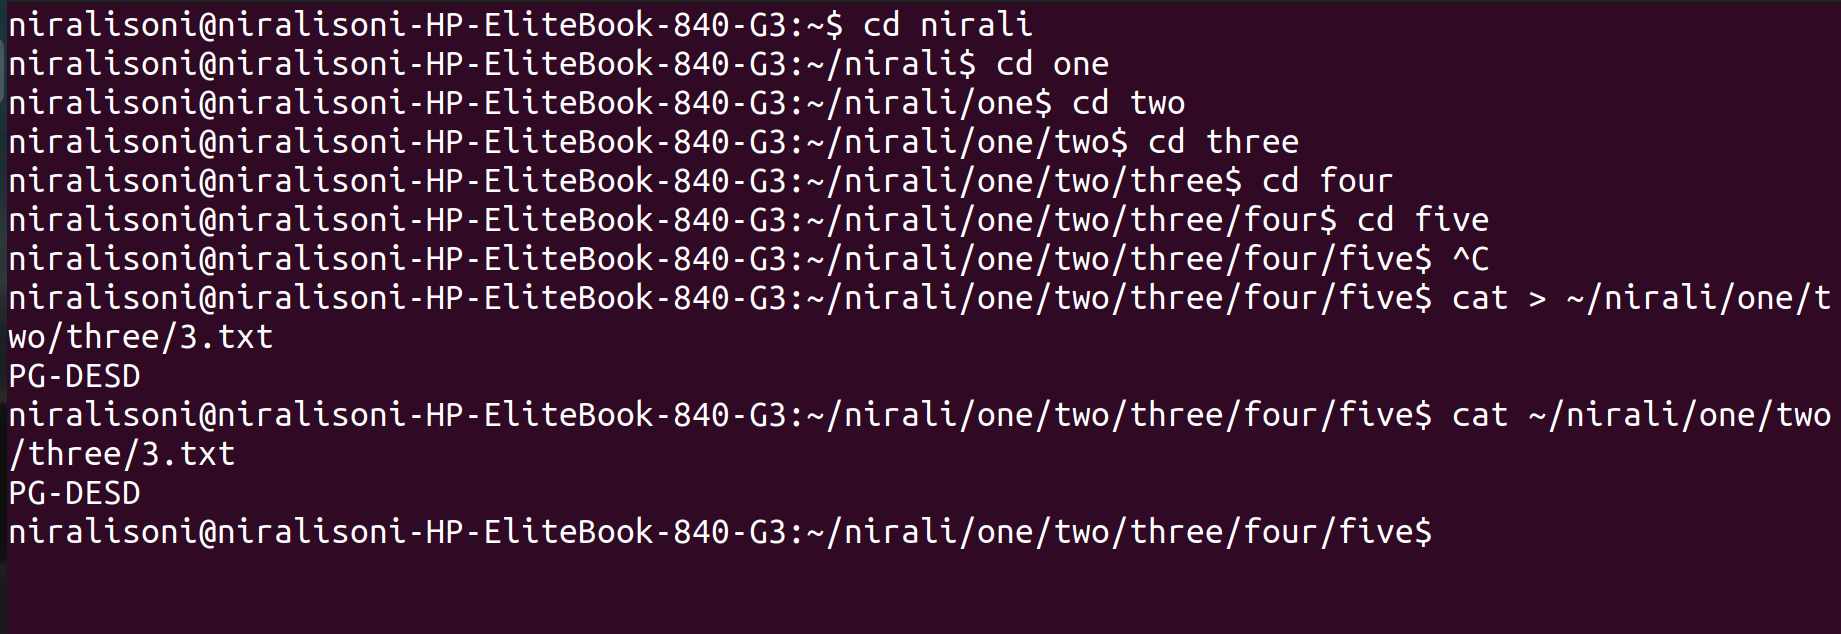 niralisoni@niralisoni-HP-EliteBook-840-G3:~$ cd nirali
niralisoni@niralisoni-HP-EliteBook-840-G3:~/nirali$ cd one
niralisoni@niralisoni-HP-EliteBook-840-G3:~/nirali/one$ cd two
niralisoni@niralisoni-HP-EliteBook-840-G3:~/nirali/one/two$ cd three
niralisoni@niralisoni-HP-EliteBook-840-G3:~/nirali/one/two/three$ cd four
niralisoni@niralisoni-HP-EliteBook-840-G3:~/nirali/one/two/three/four$ cd five
niralisoni@niralisoni-HP-EliteBook-840-G3:~/nirali/one/two/three/four/five$ ^C
niralisoni@niralisoni-HP-EliteBook-840-G3:~/nirali/one/two/three/four/five$ cat > ~/nirali/one/t
wo/three/3.txt
PG-DESD
niralisoni@niralisoni-HP-EliteBook-840-G3:~/nirali/one/two/three/four/five$ cat ~/nirali/one/two
/three/3.txt
PG-DESD
niralisoni@niralisoni-HP-EliteBook-840-G3:~/nirali/one/two/three/four/five$